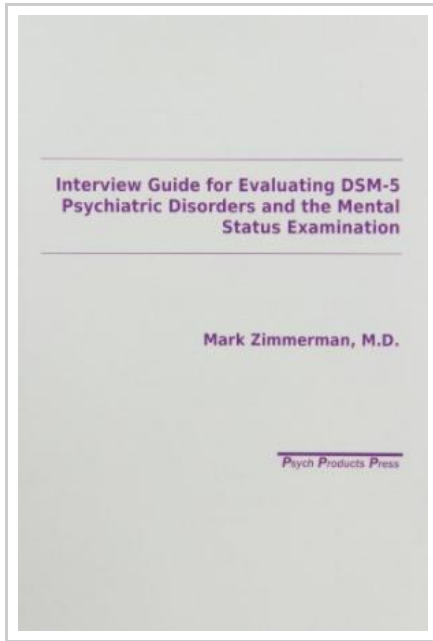 Interview Guide for Evaluating DSM-5
Psychiatric Disorders and the Mental
Status Examination
Mark Zimmerman, M.D.
Psych Products Press